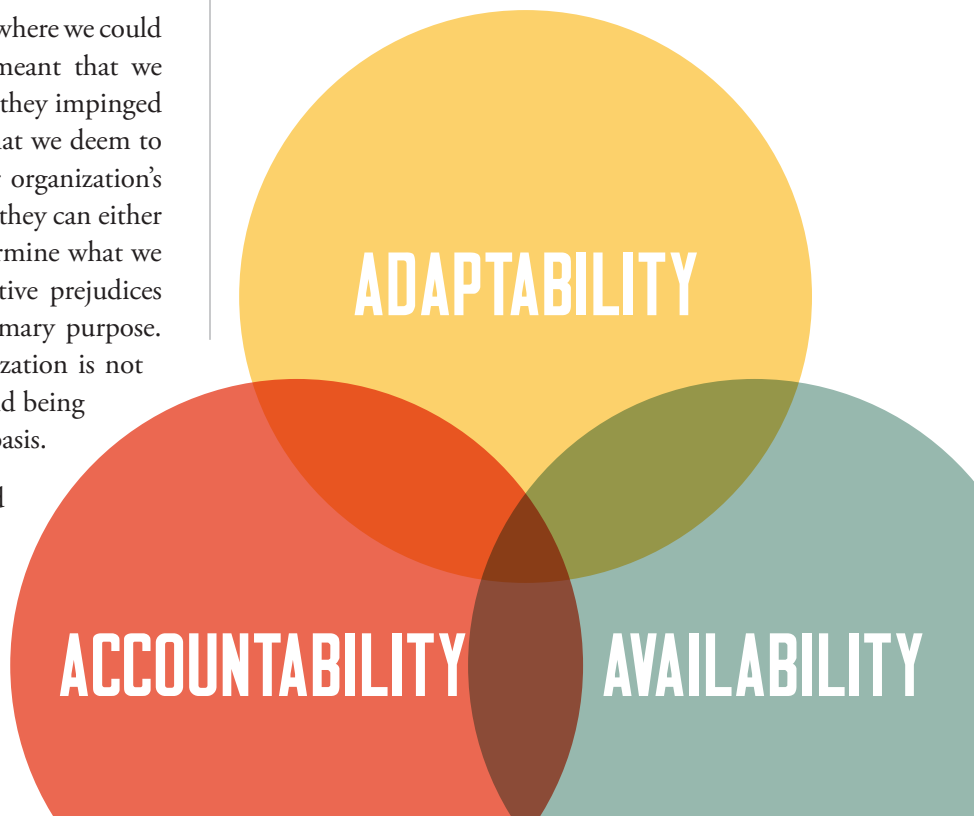 where we could
meant that we
they impinged
at we deem to
organization's
they can either
rmine what we
tive prejudices
mary purpose.
zation is not
d being
basis.
d
ADAPTABILITY
ACCOUNTABILITY
AVAILABILITY